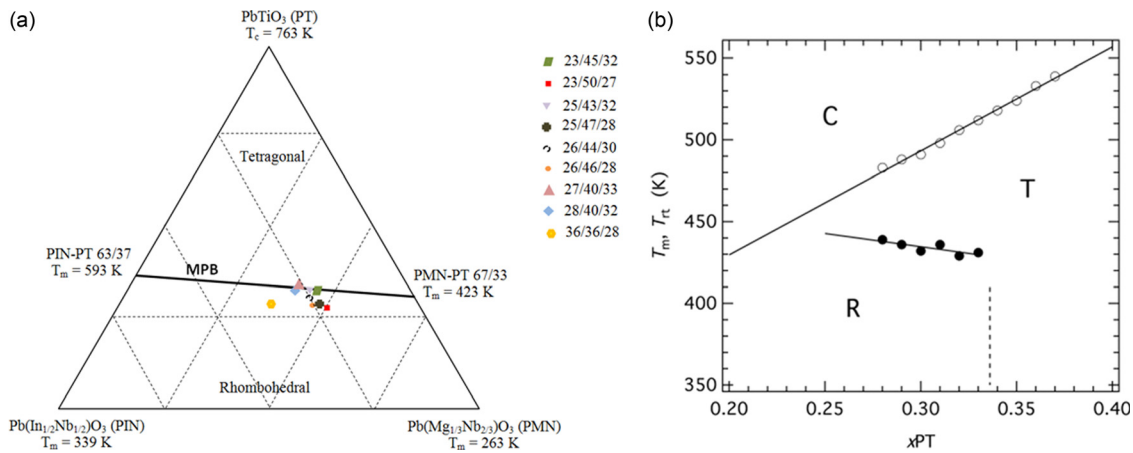 (a)
PbTiO₃ (PT)
T꜀ = 763 K
23/45/32
23/50/27
25/43/32
25/47/28
26/44/30
26/46/28
27/40/33
28/40/32
36/36/28
Tetragonal
PIN-PT 63/37
Tₘ = 593 K
MPB
PMN-PT 67/33
Tₘ = 423 K
Rhombohedral
Pb(In₁/₂Nb₁/₂)O₃ (PIN)
Tₘ = 339 K
Pb(Mg₁/₃Nb₂/₃)O₃ (PMN)
Tₘ = 263 K
(b)
550
500
450
400
350
Tₘ, Tᵣₜ (K)
C
T
R
0.20
0.25
0.30
0.35
0.40
xPT